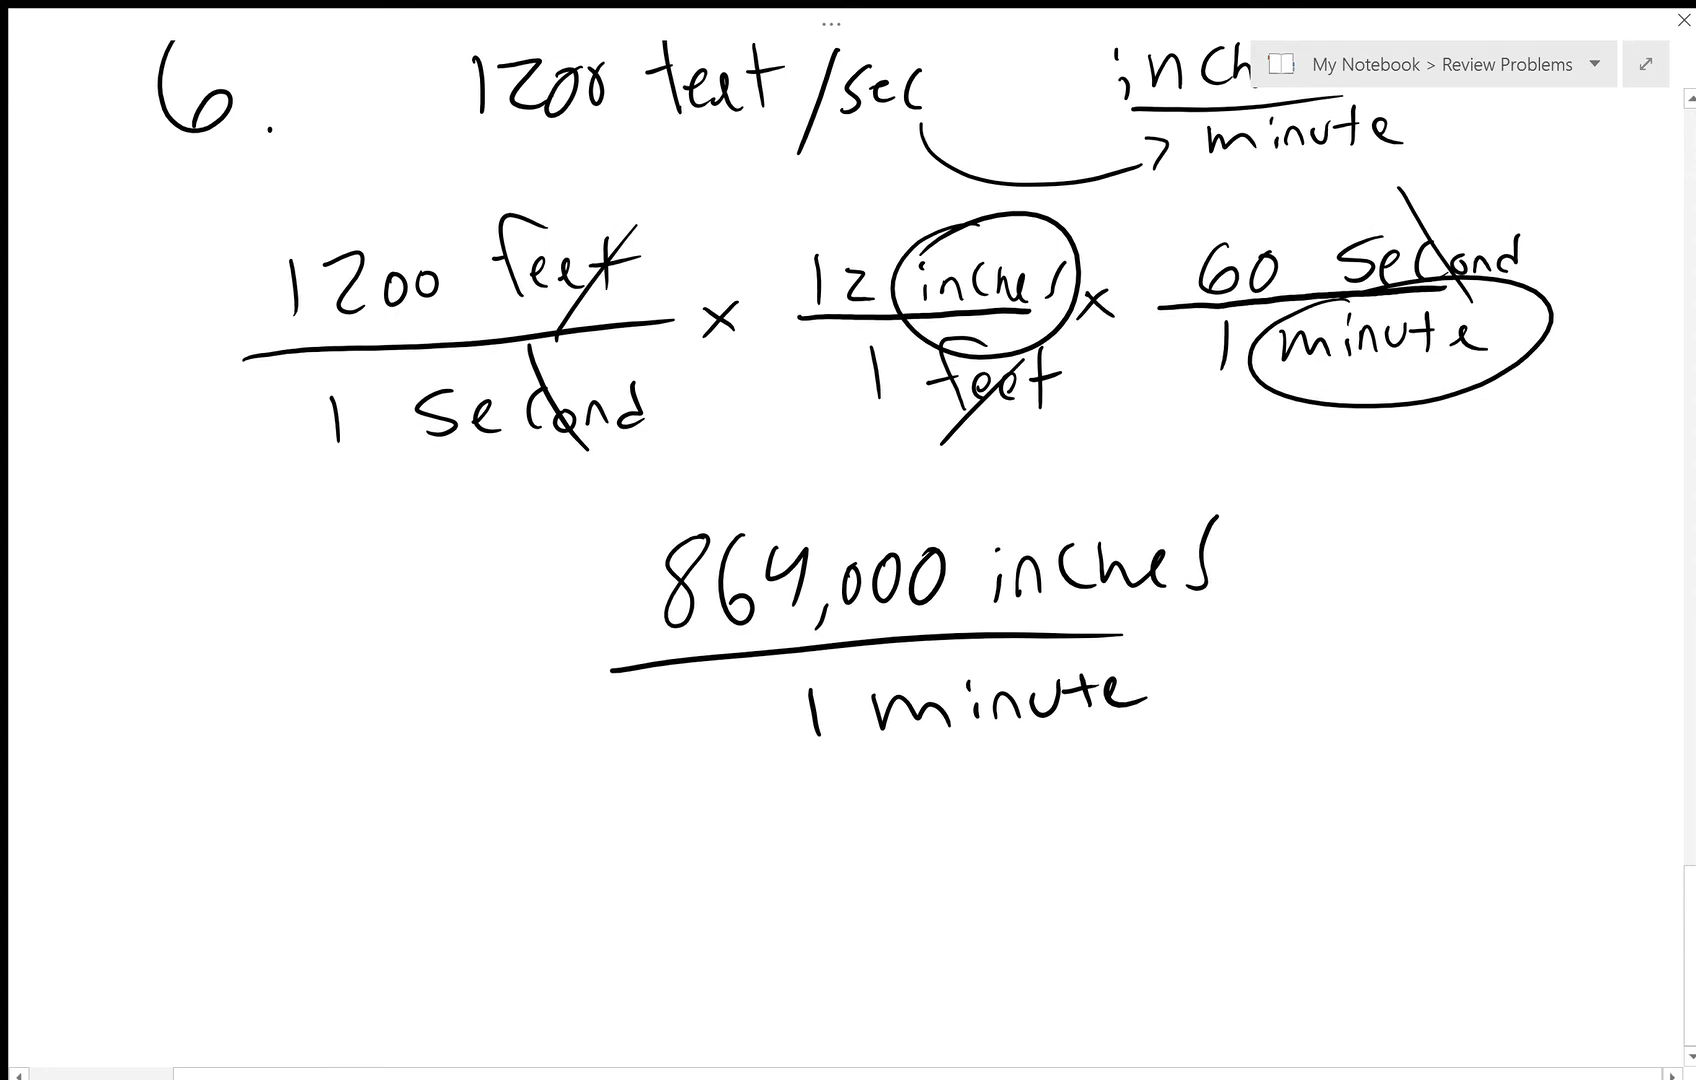 My Notebook > Review Problems
6. 1200 feet/sec
minute
1200 feet × 12 inches × 60 second
1 second 1 feet 1 minute
864,000 inches
1 minute